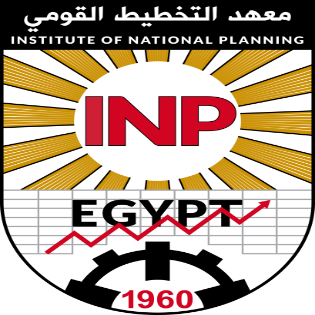 معهد التخطيط القومي
INSTITUTE OF NATIONAL PLANNING
INP
EGYPT
1960